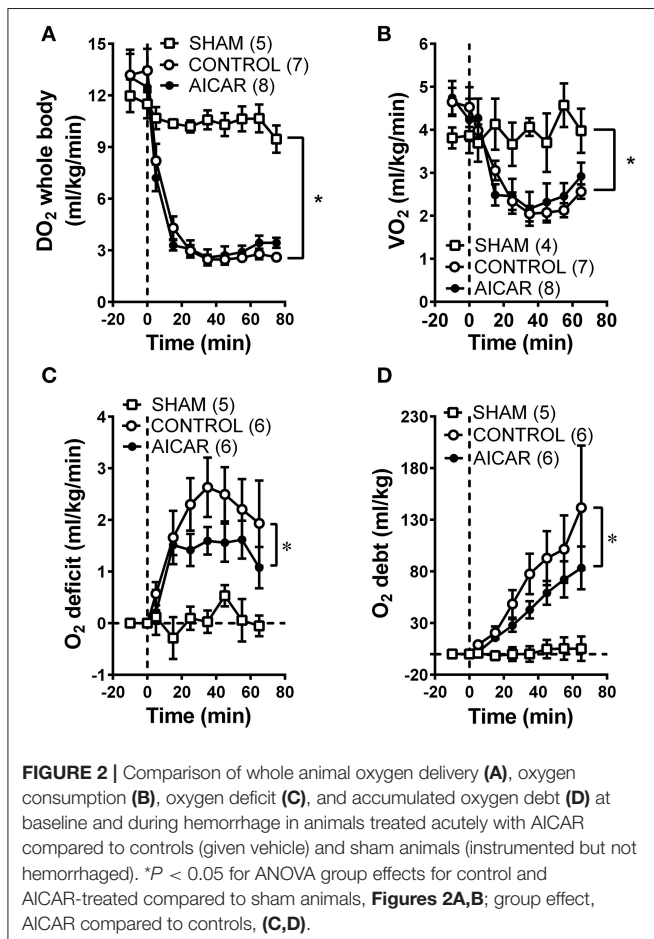 A
DO2 whole body
(ml/kg/min)
15
12
9
6
3
0
SHAM (5)
CONTROL (7)
AICAR (8)
*
-20 0 20 40 60 80
Time (min)
B
VO2
(ml/kg/min)
6
5
4
3
2
1
0
*
SHAM (4)
CONTROL (7)
AICAR (8)
-20 0 20 40 60 80
Time (min)
C
O2 deficit (ml/kg/min)
SHAM (5)
CONTROL (6)
AICAR (6)
4
3
2
1
0
-1
*
-20 0 20 40 60 80
Time (min)
D
O2 debt (ml/kg)
SHAM (5)
CONTROL (6)
AICAR (6)
230
180
130
80
30
-20
*
-20 0 20 40 60 80
Time (min)
FIGURE 2 | Comparison of whole animal oxygen delivery (A), oxygen
consumption (B), oxygen deficit (C), and accumulated oxygen debt (D) at
baseline and during hemorrhage in animals treated acutely with AICAR
compared to controls (given vehicle) and sham animals (instrumented but not
hemorrhaged). *P < 0.05 for ANOVA group effects for control and
AICAR-treated compared to sham animals, Figures 2A,B; group effect,
AICAR compared to controls, (C,D).